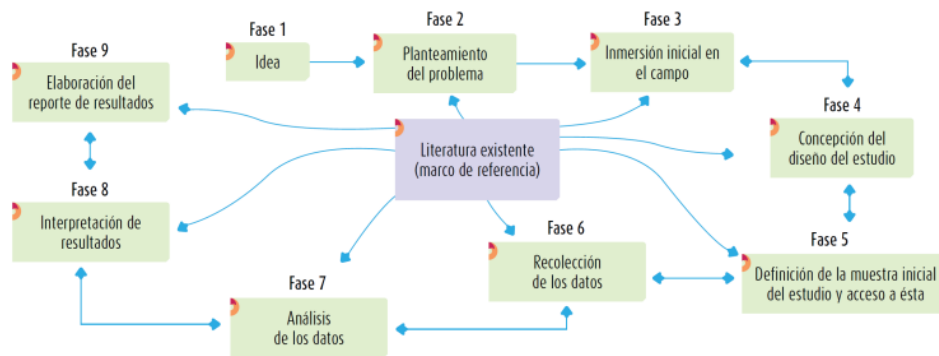 Fase 1
Idea
Fase 2
Planteamiento
del problema
Fase 3
Inmersión inicial en
el campo
Fase 4
Concepción del
diseño del estudio
Fase 5
Definición de la muestra inicial
del estudio y acceso a ésta
Fase 6
Recolección
de los datos
Fase 7
Análisis
de los datos
Fase 8
Interpretación de
resultados
Fase 9
Elaboración del
reporte de resultados
Literatura existente
(marco de referencia)